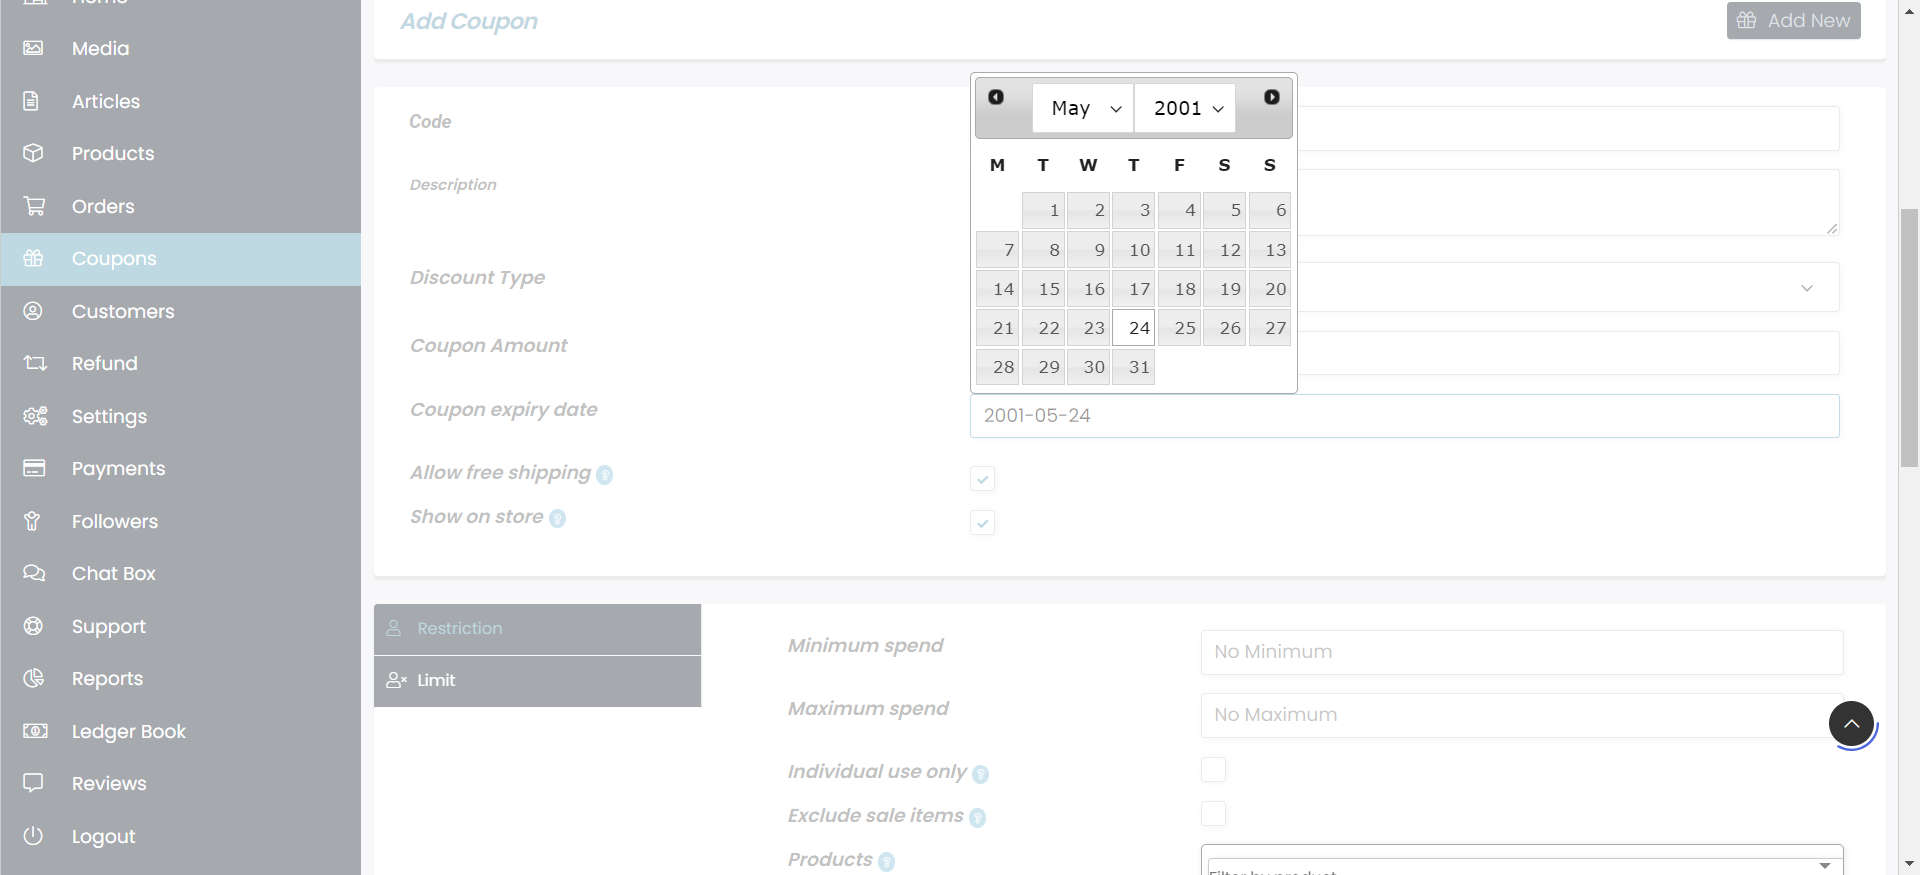 Home
Media
Articles
Products
Orders
Coupons
Customers
Refund
Settings
Payments
Followers
Chat Box
Support
Reports
Ledger Book
Reviews
Logout
Add Coupon
Add New
Code
Description
Discount Type
Coupon Amount
Coupon expiry date
2001-05-24
Allow free shipping ?
Show on store ?
May 2001
M T W T F S S
1 2 3 4 5 6
7 8 9 10 11 12 13
14 15 16 17 18 19 20
21 22 23 24 25 26 27
28 29 30 31
Restriction
Limit
Minimum spend
No Minimum
Maximum spend
No Maximum
Individual use only ?
Exclude sale items ?
Products ?
Filter by product